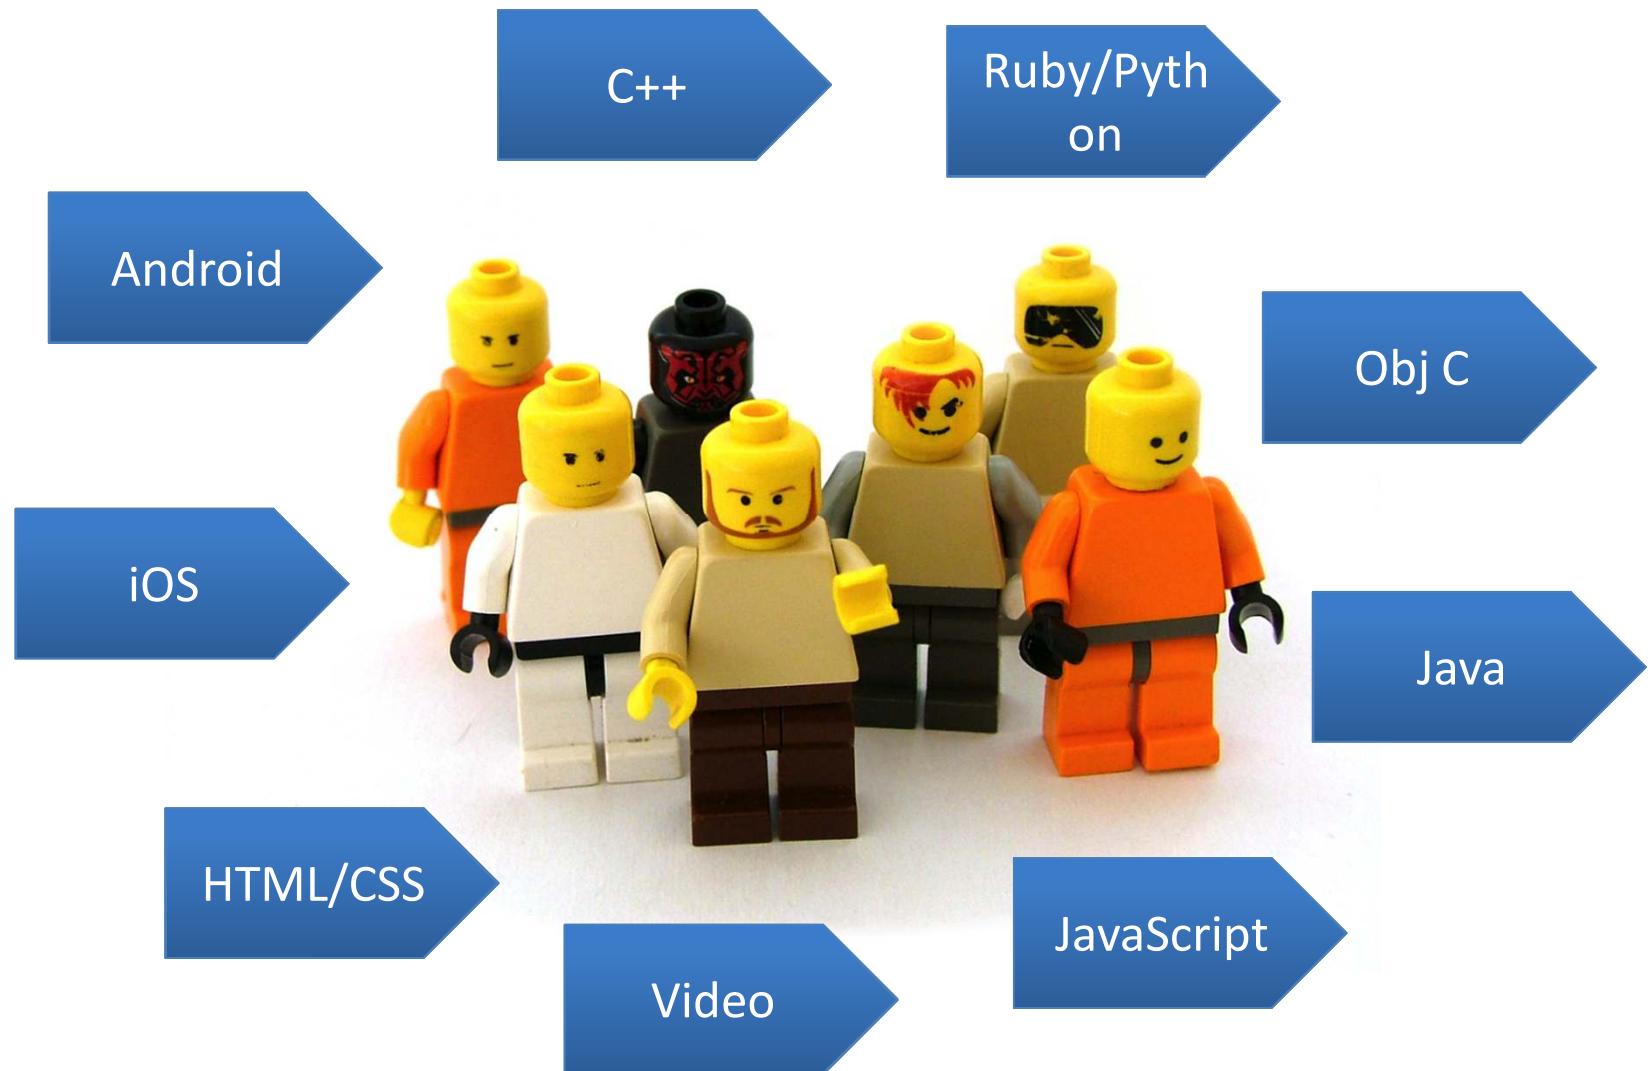 C++
Ruby/Pyth
on
Android
Obj C
iOS
Java
HTML/CSS
JavaScript
Video